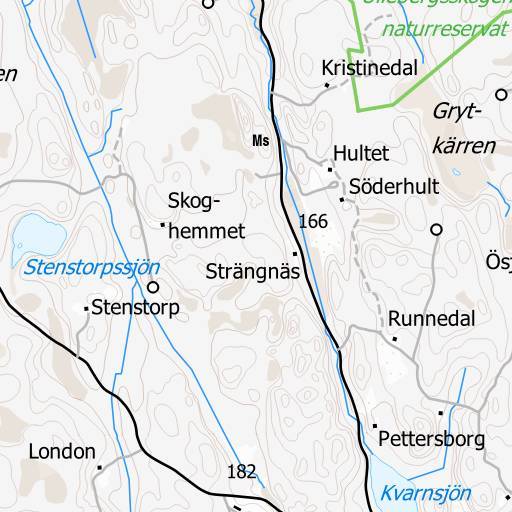 naturreservat
Kristinedal
Gryt-
kärren
Ms
Hultet
Söderhult
Skog-
hemmet
166
Strängnäs
Stenstorpssjön
Stenstorp
Runnedal
London
Pettersborg
182
Kvarnsjön